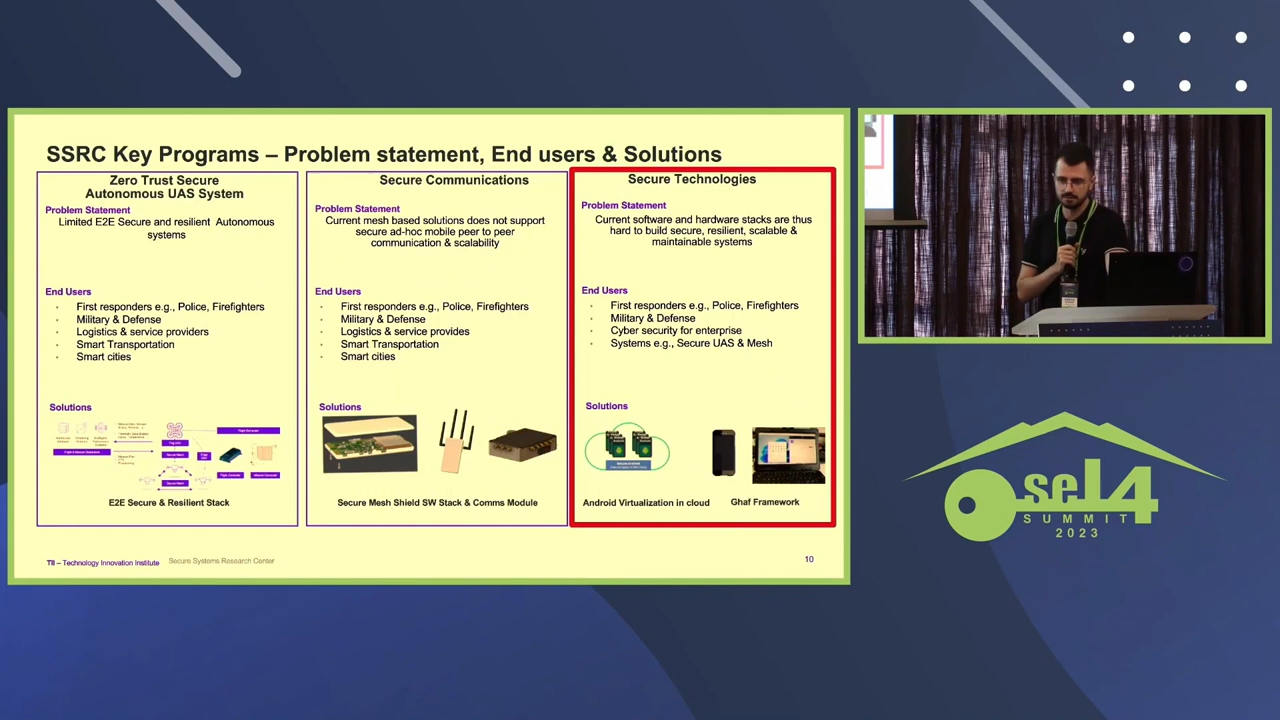 SSRC Key Programs – Problem statement, End users & Solutions
Zero Trust Secure
Autonomous UAS System
Problem Statement
Limited E2E Secure and resilient Autonomous
systems
End Users
• First responders e.g., Police, Firefighters
• Military & Defense
• Logistics & service providers
• Smart Transportation
• Smart cities
Solutions
E2E Secure & Resilient Stack
Secure Communications
Problem Statement
Current mesh based solutions does not support
secure ad-hoc mobile peer to peer
communication & scalability
End Users
• First responders e.g., Police, Firefighters
• Military & Defense
• Logistics & service provides
• Smart Transportation
• Smart cities
Solutions
Secure Mesh Shield SW Stack & Comms Module
Secure Technologies
Problem Statement
Current software and hardware stacks are thus
hard to build secure, resilient, scalable &
maintainable systems
End Users
• First responders e.g., Police, Firefighters
• Military & Defense
• Cyber security for enterprise
• Systems e.g., Secure UAS & Mesh
Solutions
Android Virtualization in cloud
Ghaf Framework
TII – Technology Innovation Institute
Secure Systems Research Center
10
seL4
SUMMIT
2023